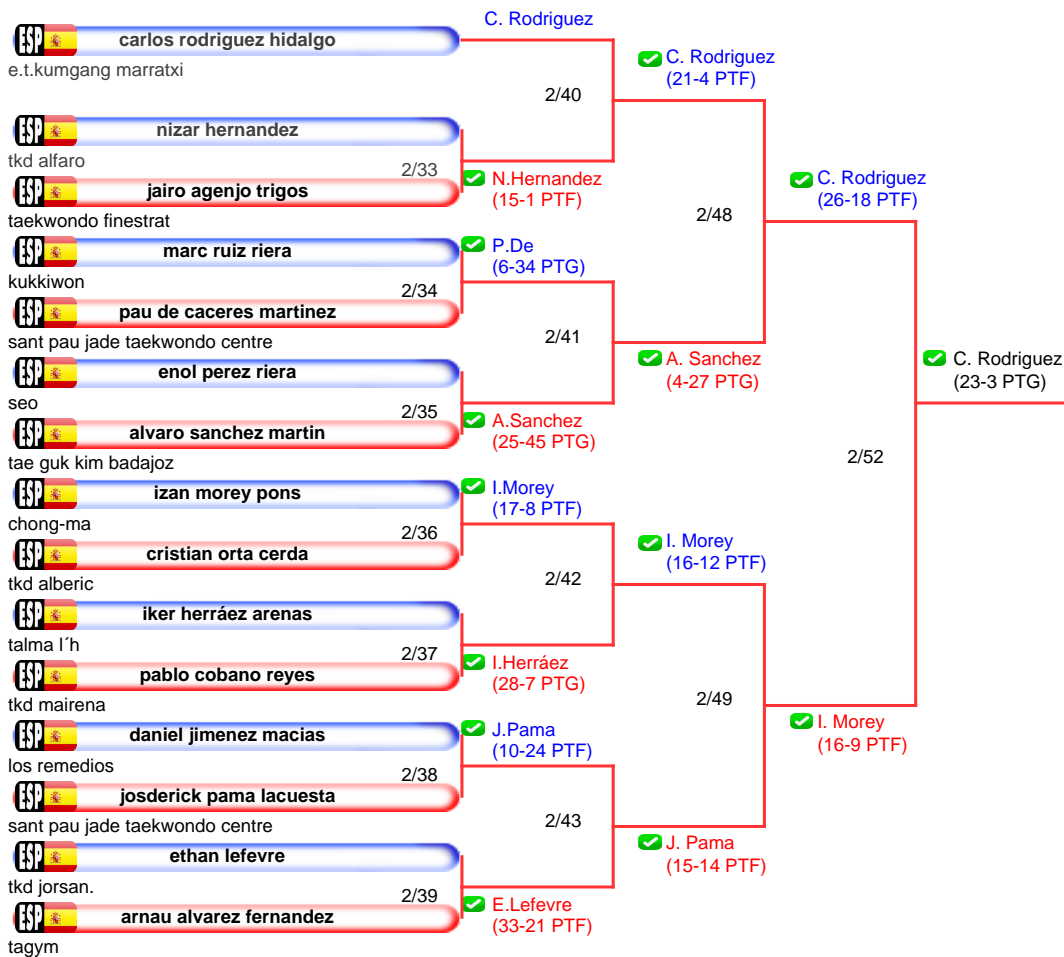 C. Rodriguez
ESP carlos rodriguez hidalgo
e.t.kumgang marratxi
C. Rodriguez
(21-4 PTF)
2/40
ESP nizar hernandez
tkd alfaro
2/33
ESP jairo agenjo trigos
taekwondo finestrat
N.Hernandez
(15-1 PTF)
C. Rodriguez
(26-18 PTF)
2/48
ESP marc ruiz riera
kukkiwon
P.De
(6-34 PTG)
2/34
ESP pau de caceres martinez
sant pau jade taekwondo centre
2/41
ESP enol perez riera
seo
A. Sanchez
(4-27 PTG)
C. Rodriguez
(23-3 PTG)
2/35
ESP alvaro sanchez martin
tae guk kim badajoz
A.Sanchez
(25-45 PTG)
2/52
ESP izan morey pons
chong-ma
I.Morey
(17-8 PTF)
2/36
ESP cristian orta cerda
tkd alberic
I. Morey
(16-12 PTF)
2/42
ESP iker herráez arenas
talma l´h
2/37
ESP pablo cobano reyes
tkd mairena
I.Herráez
(28-7 PTG)
2/49
I. Morey
(16-9 PTF)
ESP daniel jimenez macias
los remedios
J.Pama
(10-24 PTF)
2/38
ESP josderick pama lacuesta
sant pau jade taekwondo centre
2/43
J. Pama
(15-14 PTF)
ESP ethan lefevre
tkd jorsan.
2/39
ESP arnau alvarez fernandez
tagym
E.Lefevre
(33-21 PTF)